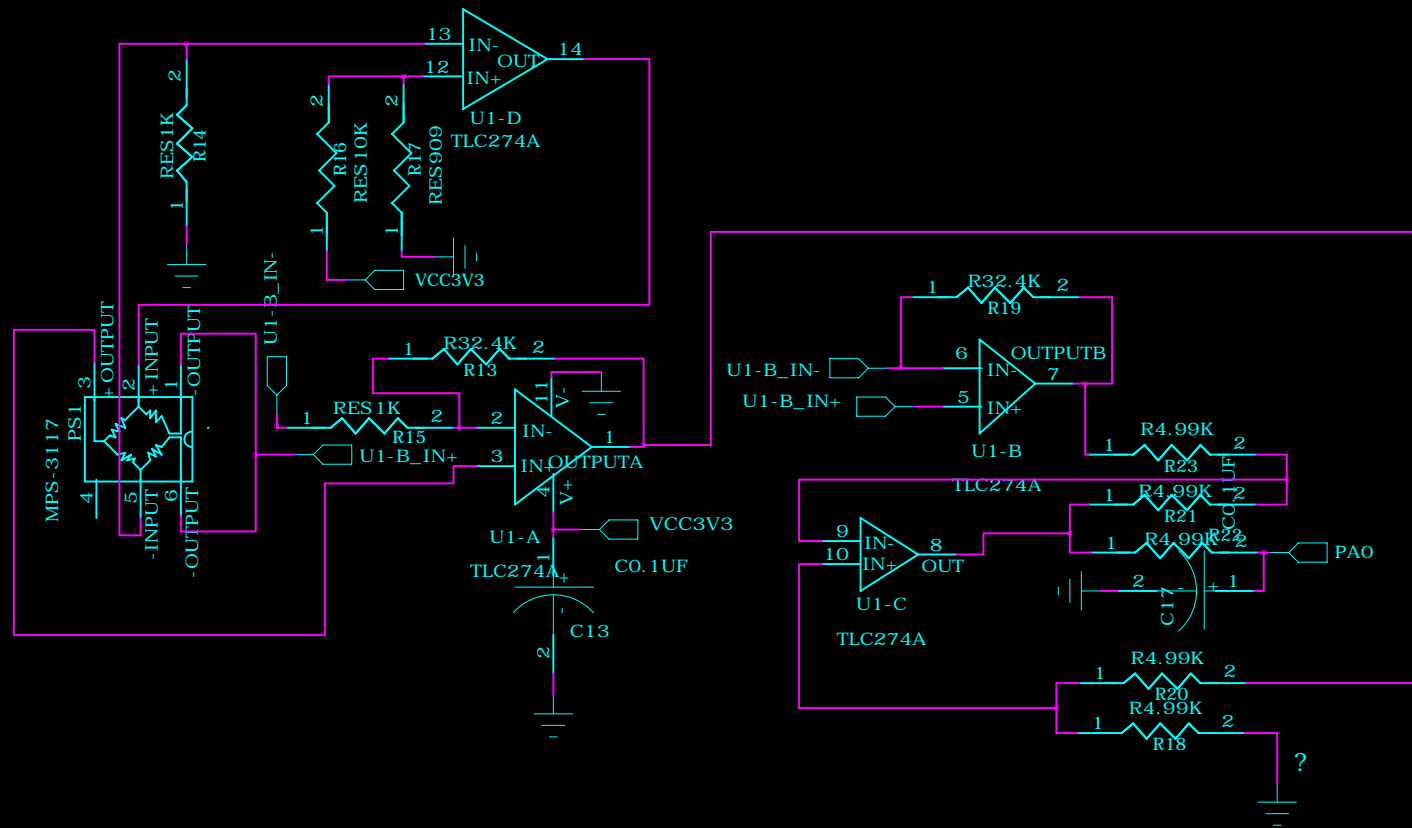 13
IN-
OUT
14
12
IN+
U1-D
TLC274A
2
1
RES1K
R14
2
1
R16
RES10K
2
1
R17
RES909
VCC3V3
U1-B_IN-
+OUTPUT
+INPUT
-OUTPUT
3
2
1
PS1
MPS-3117
4
5
6
-INPUT
-OUTPUT
1
R32.4K
2
R13
1
RES1K
2
R15
U1-B_IN+
11
V-
2
IN-
3
IN+
OUTPUTA
1
4
V+
U1-A
TLC274A
VCC3V3
C0.1UF
1
+
-
C13
2
1
R32.4K
2
R19
U1-B_IN-
U1-B_IN+
6
IN-
OUTPUTB
7
5
IN+
U1-B
TLC274A
R4.99K
1
2
R23
R4.99K
1
2
R21
C0.1UF
R22
R4.99K
1
2
PA0
9
IN-
10
IN+
8
OUT
U1-C
TLC274A
2
-
+
1
C17
R4.99K
1
2
R20
R4.99K
1
2
R18
?